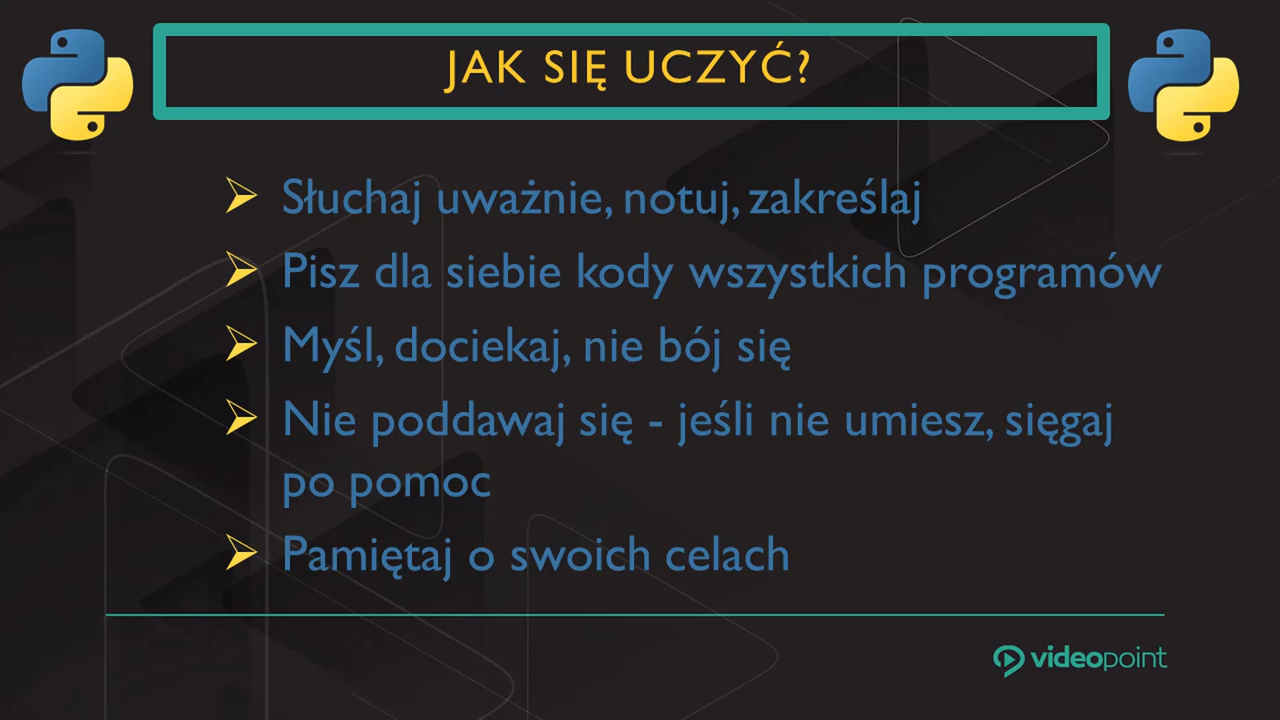 JAK SIĘ UCZYĆ?
Słuchaj uważnie, notuj, zakreślaj
Pisz dla siebie kody wszystkich programów
Myśl, dociekaj, nie bój się
Nie poddawaj się - jeśli nie umiesz, sięgaj
po pomoc
Pamiętaj o swoich celach
videopoint